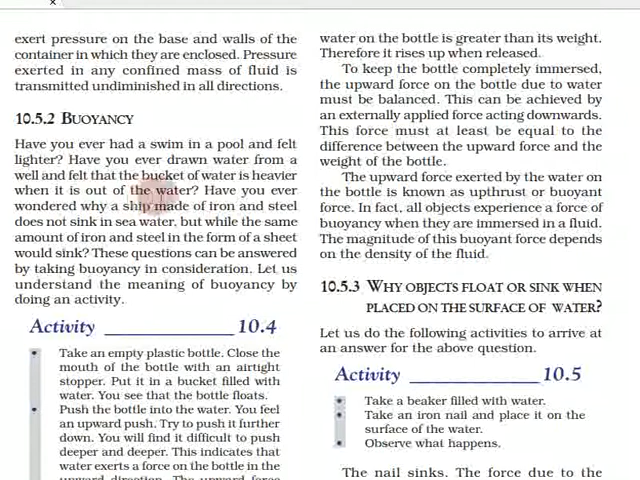 exert pressure on the base and walls of the
container in which they are enclosed. Pressure
exerted in any confined mass of fluid is
transmitted undiminished in all directions.
10.5.2 BUOYANCY
Have you ever had a swim in a pool and felt
lighter? Have you ever drawn water from a
well and felt that the bucket of water is heavier
when it is out of the water? Have you ever
wondered why a ship made of iron and steel
does not sink in sea water, but while the same
amount of iron and steel in the form of a sheet
would sink? These questions can be answered
by taking buoyancy in consideration. Let us
understand the meaning of buoyancy by
doing an activity.
Activity ______________ 10.4
• Take an empty plastic bottle. Close the
mouth of the bottle with an airtight
stopper. Put it in a bucket filled with
water. You see that the bottle floats.
• Push the bottle into the water. You feel
an upward push. Try to push it further
down. You will find it difficult to push
deeper and deeper. This indicates that
water exerts a force on the bottle in the
upward direction. The upward force
water on the bottle is greater than its weight.
Therefore it rises up when released.
To keep the bottle completely immersed,
the upward force on the bottle due to water
must be balanced. This can be achieved by
an externally applied force acting downwards.
This force must at least be equal to the
difference between the upward force and the
weight of the bottle.
The upward force exerted by the water on
the bottle is known as upthrust or buoyant
force. In fact, all objects experience a force of
buoyancy when they are immersed in a fluid.
The magnitude of this buoyant force depends
on the density of the fluid.
10.5.3 WHY OBJECTS FLOAT OR SINK WHEN
PLACED ON THE SURFACE OF WATER?
Let us do the following activities to arrive at
an answer for the above question.
Activity ______________ 10.5
• Take a beaker filled with water.
• Take an iron nail and place it on the
surface of the water.
• Observe what happens.
The nail sinks. The force due to the